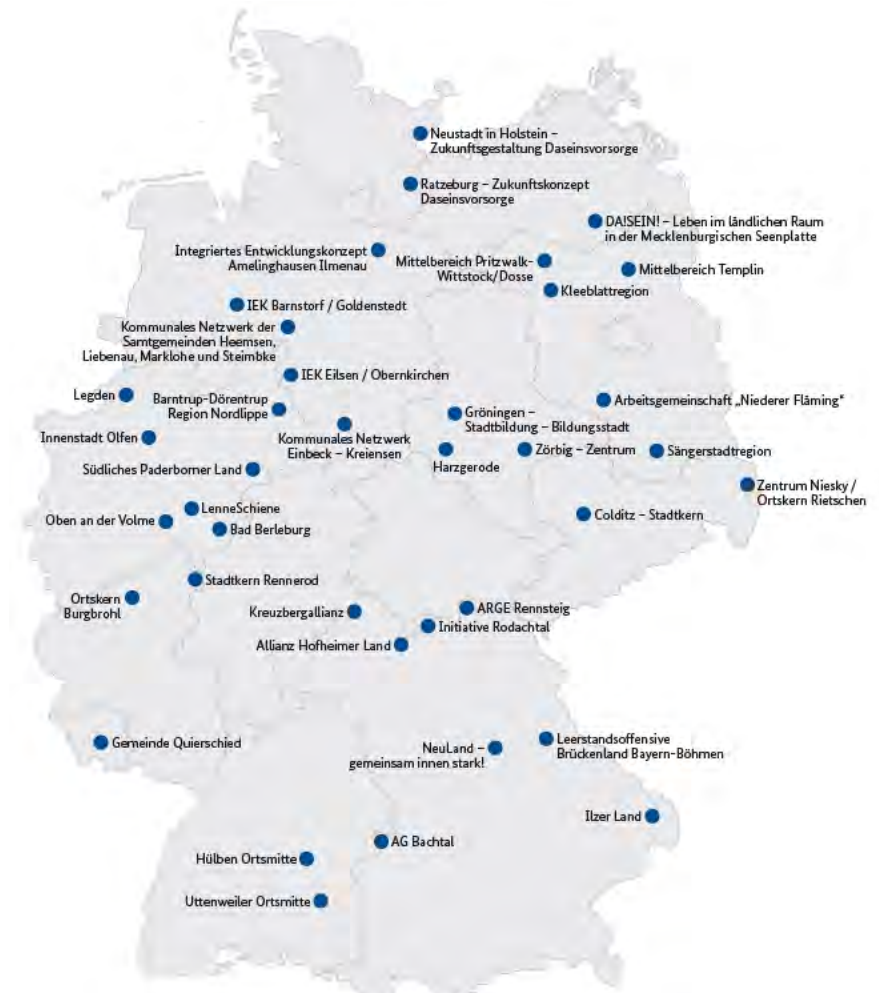 Neustadt in Holstein –
Zukunftsgestaltung Daseinsvorsorge
Ratzeburg – Zukunftskonzept
Daseinsvorsorge
DA!SEIN! – Leben im ländlichen Raum
in der Mecklenburgischen Seenplatte
Integriertes Entwicklungskonzept
Amelinghausen Ilmenau
Mittelbereich Pritzwalk-
Wittstock/Dosse
Mittelbereich Templin
Kleeblattregion
IEK Barnstorf / Goldenstedt
Kommunales Netzwerk der
Samtgemeinden Heemsen,
Liebenau, Marklohe und Steimbke
IEK Eilsen / Obernkirchen
Legden
Barntrup-Dörentrup
Region Nordlippe
Arbeitsgemeinschaft „Niederer Fläming“
Gröningen –
Stadtbildung – Bildungsstadt
Innenstadt Olfen
Kommunales Netzwerk
Einbeck – Kreiensen
Harzgerode
Zörbig – Zentrum
Sängerstadtregion
Südliches Paderborner Land
Zentrum Niesky /
Ortskern Rietschen
LenneSchiene
Oben an der Volme
Bad Berleburg
Colditz – Stadtkern
Stadtkern Rennerod
Ortskern
Burgbrohl
Kreuzbergallianz
ARGE Rennsteig
Initiative Rodachtal
Allianz Hofheimer Land
Gemeinde Quierschied
NeuLand –
gemeinsam innen stark!
Leerstandsoffensive
Brückenland Bayern-Böhmen
Ilzer Land
AG Bachtal
Hülben Ortsmitte
Uttenweiler Ortsmitte